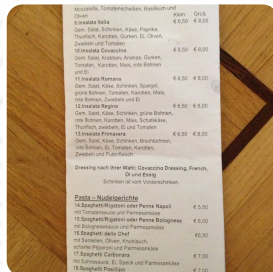 Mozzarella, Tomatenscheiben, Basilikum und
Oliven Klein Groß
9.Insalata Italia € 6,50 € 8,00
Gem. Salat, Schinken, Käse, Paprika,
Thunfisch, Karotten, Gurken, Ei, Oliven,
Zwiebeln und Tomaten
10.Insalata Covaccino € 6,50 € 8,00
Gem. Salat, Krabben, Ananas, Gurken,
Tomaten, Karotten, Mais, rote Bohnen
und Ei
11.Insalata Romana € 6,50 € 8,00
Gem. Salat, Käse, Schinken, Spargel,
grüne Bohnen, Tomaten, Karotten, Mais,
rote Bohnen, Zwiebeln und Ei
12.Insalata Regina € 6,50 € 8,00
Gem. Salat, Käse, Schinken, grüne Bohnen,
rote Bohnen, Karotten, Mais, Schafskäse,
Thunfisch, zwiebeln, Ei und Tomaten
13.Insalata Primavera € 6,50 € 8,00
Gem. Salat, Käse, Schinken, Brechbohnen,
rote Bohnen, Ei, Tomaten, Karotten,
Zwiebeln und Putenfleisch
Dressing nach Ihrer Wahl: Covaccino Dressing, French,
Öl und Essig
Schinken ist vom Vorderschinken
Pasta – Nudelgerichte
14.Spaghetti/Rigatoni oder Penne Napoli € 5,50
mit Tomatensauce und Parmesankäse
15.Spaghetti/Rigatoni oder Penne Bolognese € 6,00
mit Bolognesesauce und Parmesankäse
16.Spaghetti dello Chef €6,50
mit Sardellen, Oliven, Knoblauch,
scharfer Peperoni und Parmesankäse
17.Spaghetti Carbonara € 7,00
mit Sahnesauce, Ei, Speck und Parmesankäse
18.Spaghetti Posillipo € 7,00